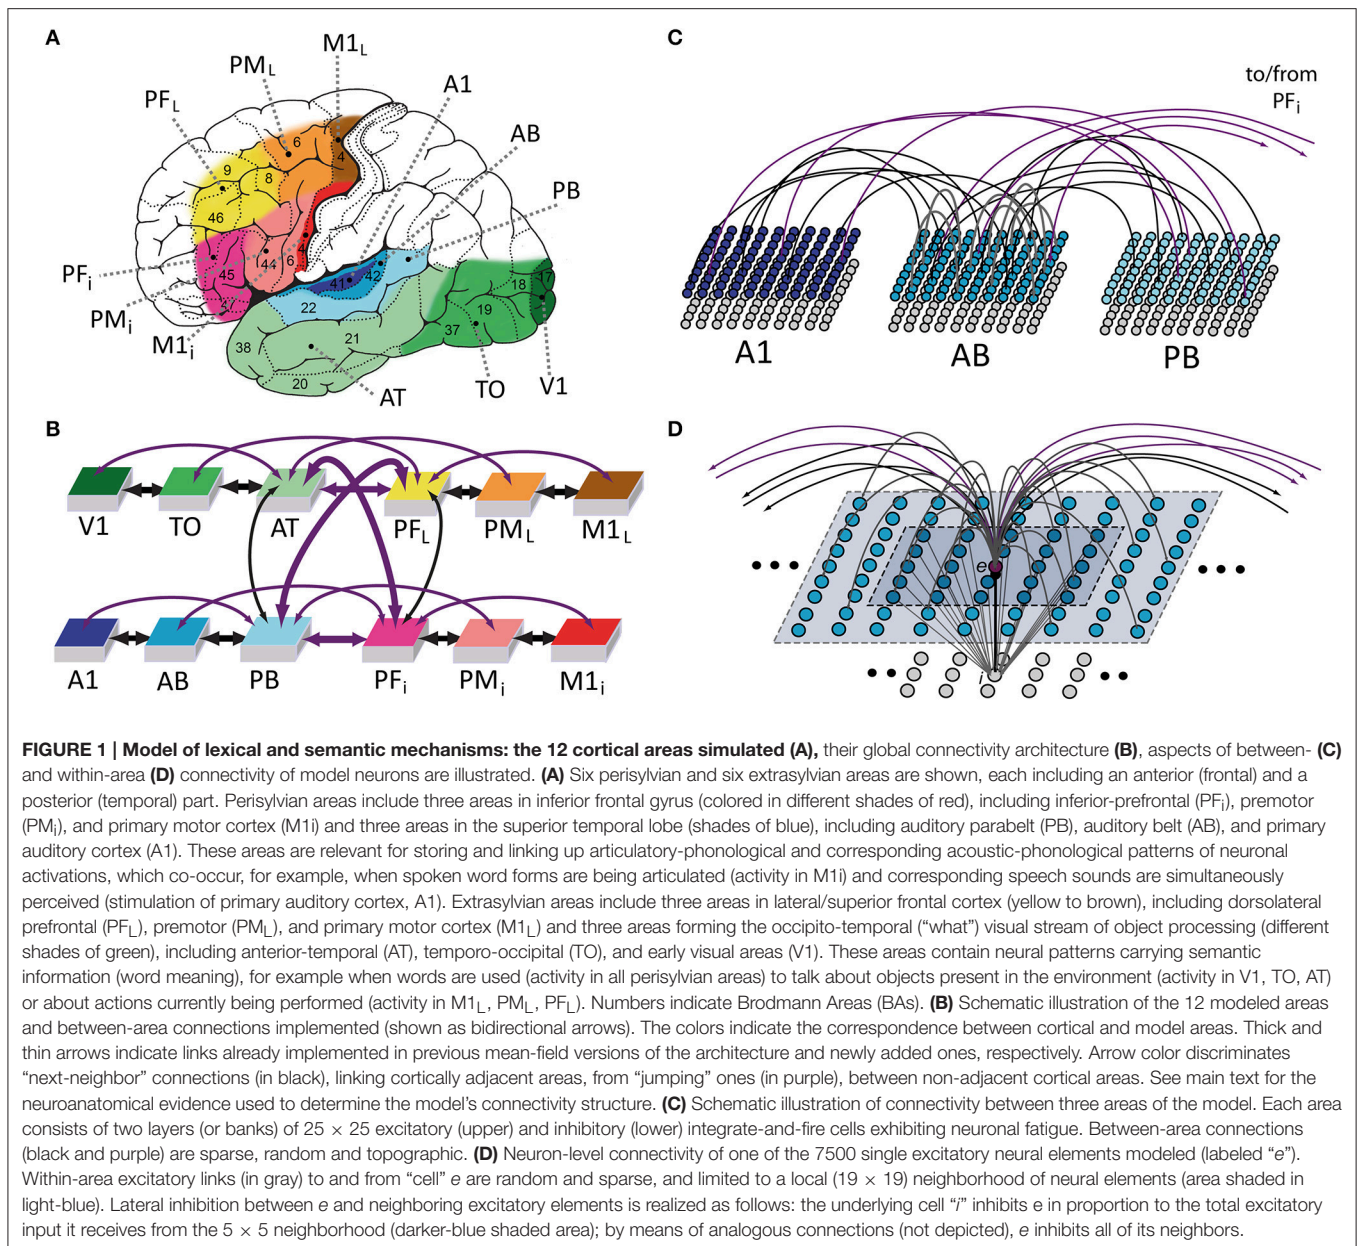 A
M1L
PML
A1
PFL
AB
PB
6
4
9
8
46
4
45
44
6
42
41
47
22
17
18
19
37
21
38
20
PFi
PMi
M1i
AT
TO
V1
C
to/from
PFi
A1
AB
PB
B
V1
TO
AT
PFL
PML
M1L
A1
AB
PB
PFi
PMi
M1i
D
e
i
FIGURE 1 | Model of lexical and semantic mechanisms: the 12 cortical areas simulated (A), their global connectivity architecture (B), aspects of between- (C)
and within-area (D) connectivity of model neurons are illustrated. (A) Six perisylvian and six extrasylvian areas are shown, each including an anterior (frontal) and a
posterior (temporal) part. Perisylvian areas include three areas in inferior frontal gyrus (colored in different shades of red), including inferior-prefrontal (PFi), premotor
(PMi), and primary motor cortex (M1i) and three areas in the superior temporal lobe (shades of blue), including auditory parabelt (PB), auditory belt (AB), and primary
auditory cortex (A1). These areas are relevant for storing and linking up articulatory-phonological and corresponding acoustic-phonological patterns of neuronal
activations, which co-occur, for example, when spoken word forms are being articulated (activity in M1i) and corresponding speech sounds are simultaneously
perceived (stimulation of primary auditory cortex, A1). Extrasylvian areas include three areas in lateral/superior frontal cortex (yellow to brown), including dorsolateral
prefrontal (PFL), premotor (PML), and primary motor cortex (M1L) and three areas forming the occipito-temporal (“what”) visual stream of object processing (different
shades of green), including anterior-temporal (AT), temporo-occipital (TO), and early visual areas (V1). These areas contain neural patterns carrying semantic
information (word meaning), for example when words are used (activity in all perisylvian areas) to talk about objects present in the environment (activity in V1, TO, AT)
or about actions currently being performed (activity in M1L, PML, PFL). Numbers indicate Brodmann Areas (BAs). (B) Schematic illustration of the 12 modeled areas
and between-area connections implemented (shown as bidirectional arrows). The colors indicate the correspondence between cortical and model areas. Thick and
thin arrows indicate links already implemented in previous mean-field versions of the architecture and newly added ones, respectively. Arrow color discriminates
“next-neighbor” connections (in black), linking cortically adjacent areas, from “jumping” ones (in purple), between non-adjacent cortical areas. See main text for the
neuroanatomical evidence used to determine the model’s connectivity structure. (C) Schematic illustration of connectivity between three areas of the model. Each area
consists of two layers (or banks) of 25 × 25 excitatory (upper) and inhibitory (lower) integrate-and-fire cells exhibiting neuronal fatigue. Between-area connections
(black and purple) are sparse, random and topographic. (D) Neuron-level connectivity of one of the 7500 single excitatory neural elements modeled (labeled “e”).
Within-area excitatory links (in gray) to and from “cell” e are random and sparse, and limited to a local (19 × 19) neighborhood of neural elements (area shaded in
light-blue). Lateral inhibition between e and neighboring excitatory elements is realized as follows: the underlying cell “i” inhibits e in proportion to the total excitatory
input it receives from the 5 × 5 neighborhood (darker-blue shaded area); by means of analogous connections (not depicted), e inhibits all of its neighbors.